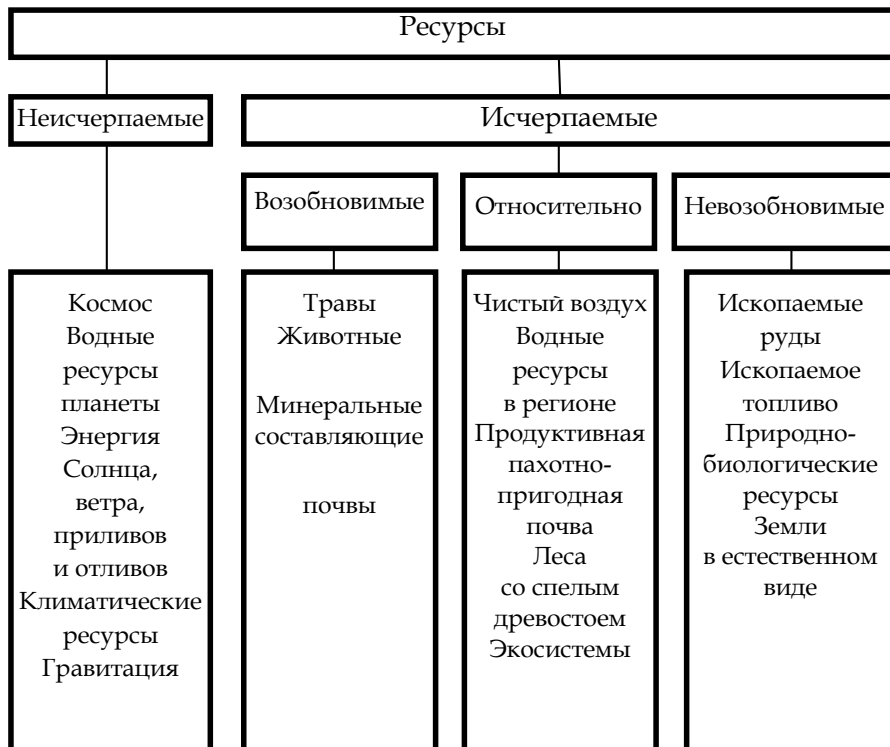 Ресурсы
Неисчерпаемые
Исчерпаемые
Возобновимые
Относительно
Невозобновимые
Космос
Водные
ресурсы
планеты
Энергия
Солнца,
ветра,
приливов
и отливов
Климатические
ресурсы
Гравитация
Травы
Животные
Минеральные
составляющие
почвы
Чистый воздух
Водные
ресурсы
в регионе
Продуктивная
пахотно-
пригодная
почва
Леса
со спелым
древостоем
Экосистемы
Ископаемые
руды
Ископаемое
топливо
Природно-
биологические
ресурсы
Земли
в естественном
виде